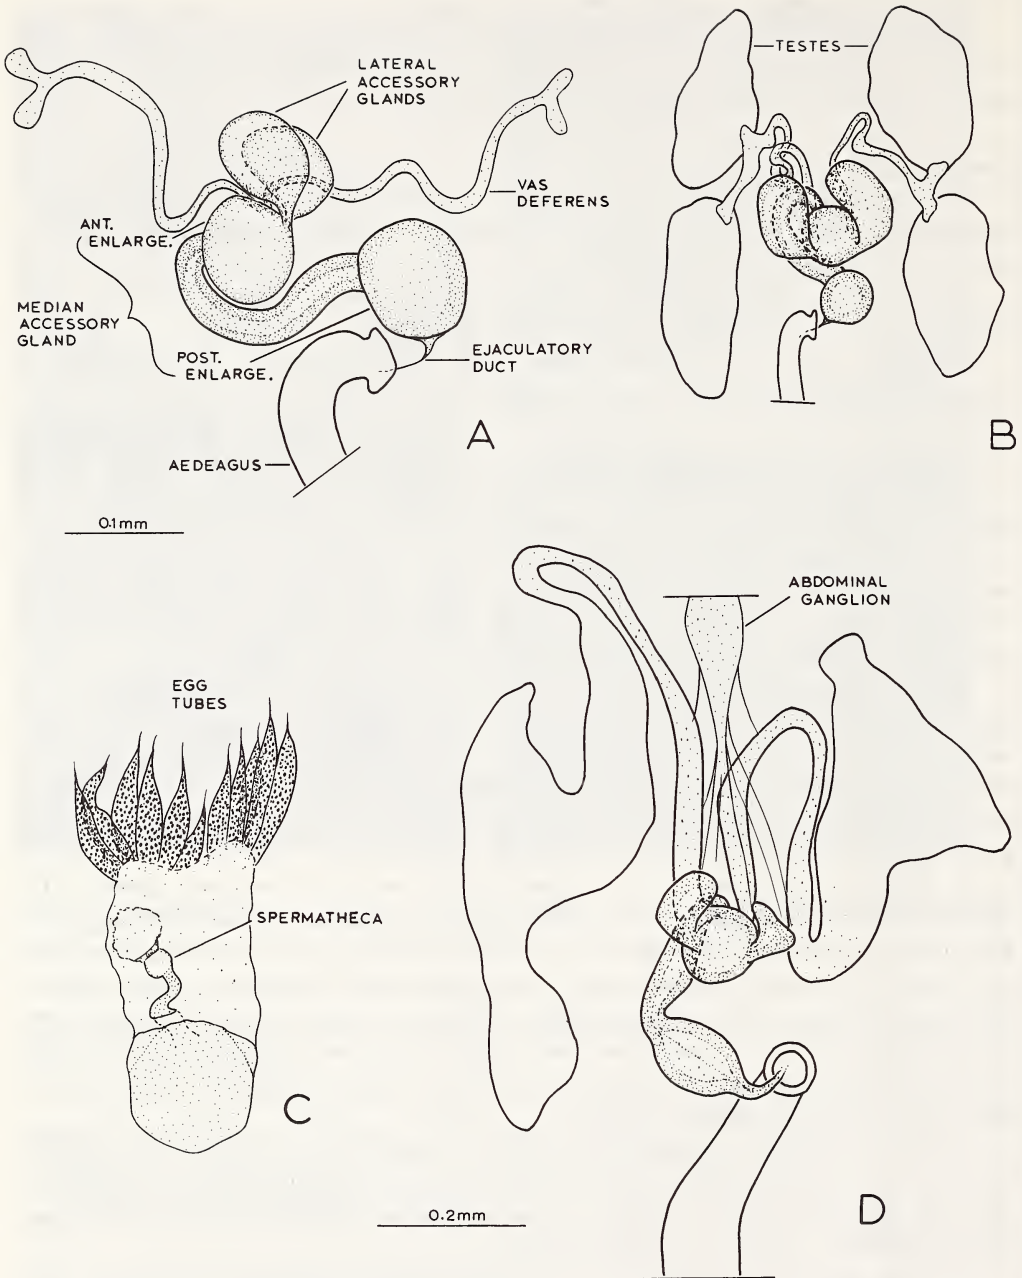 LATERAL
ACCESSORY
GLANDS
VAS
DEFERENS
ANT.
ENLARGE.
MEDIAN
ACCESSORY
GLAND
POST.
ENLARGE.
EJACULATORY
DUCT
AEDEAGUS
A
0.1mm
TESTES
B
EGG
TUBES
SPERMATHECA
C
ABDOMINAL
GANGLION
0.2mm
D